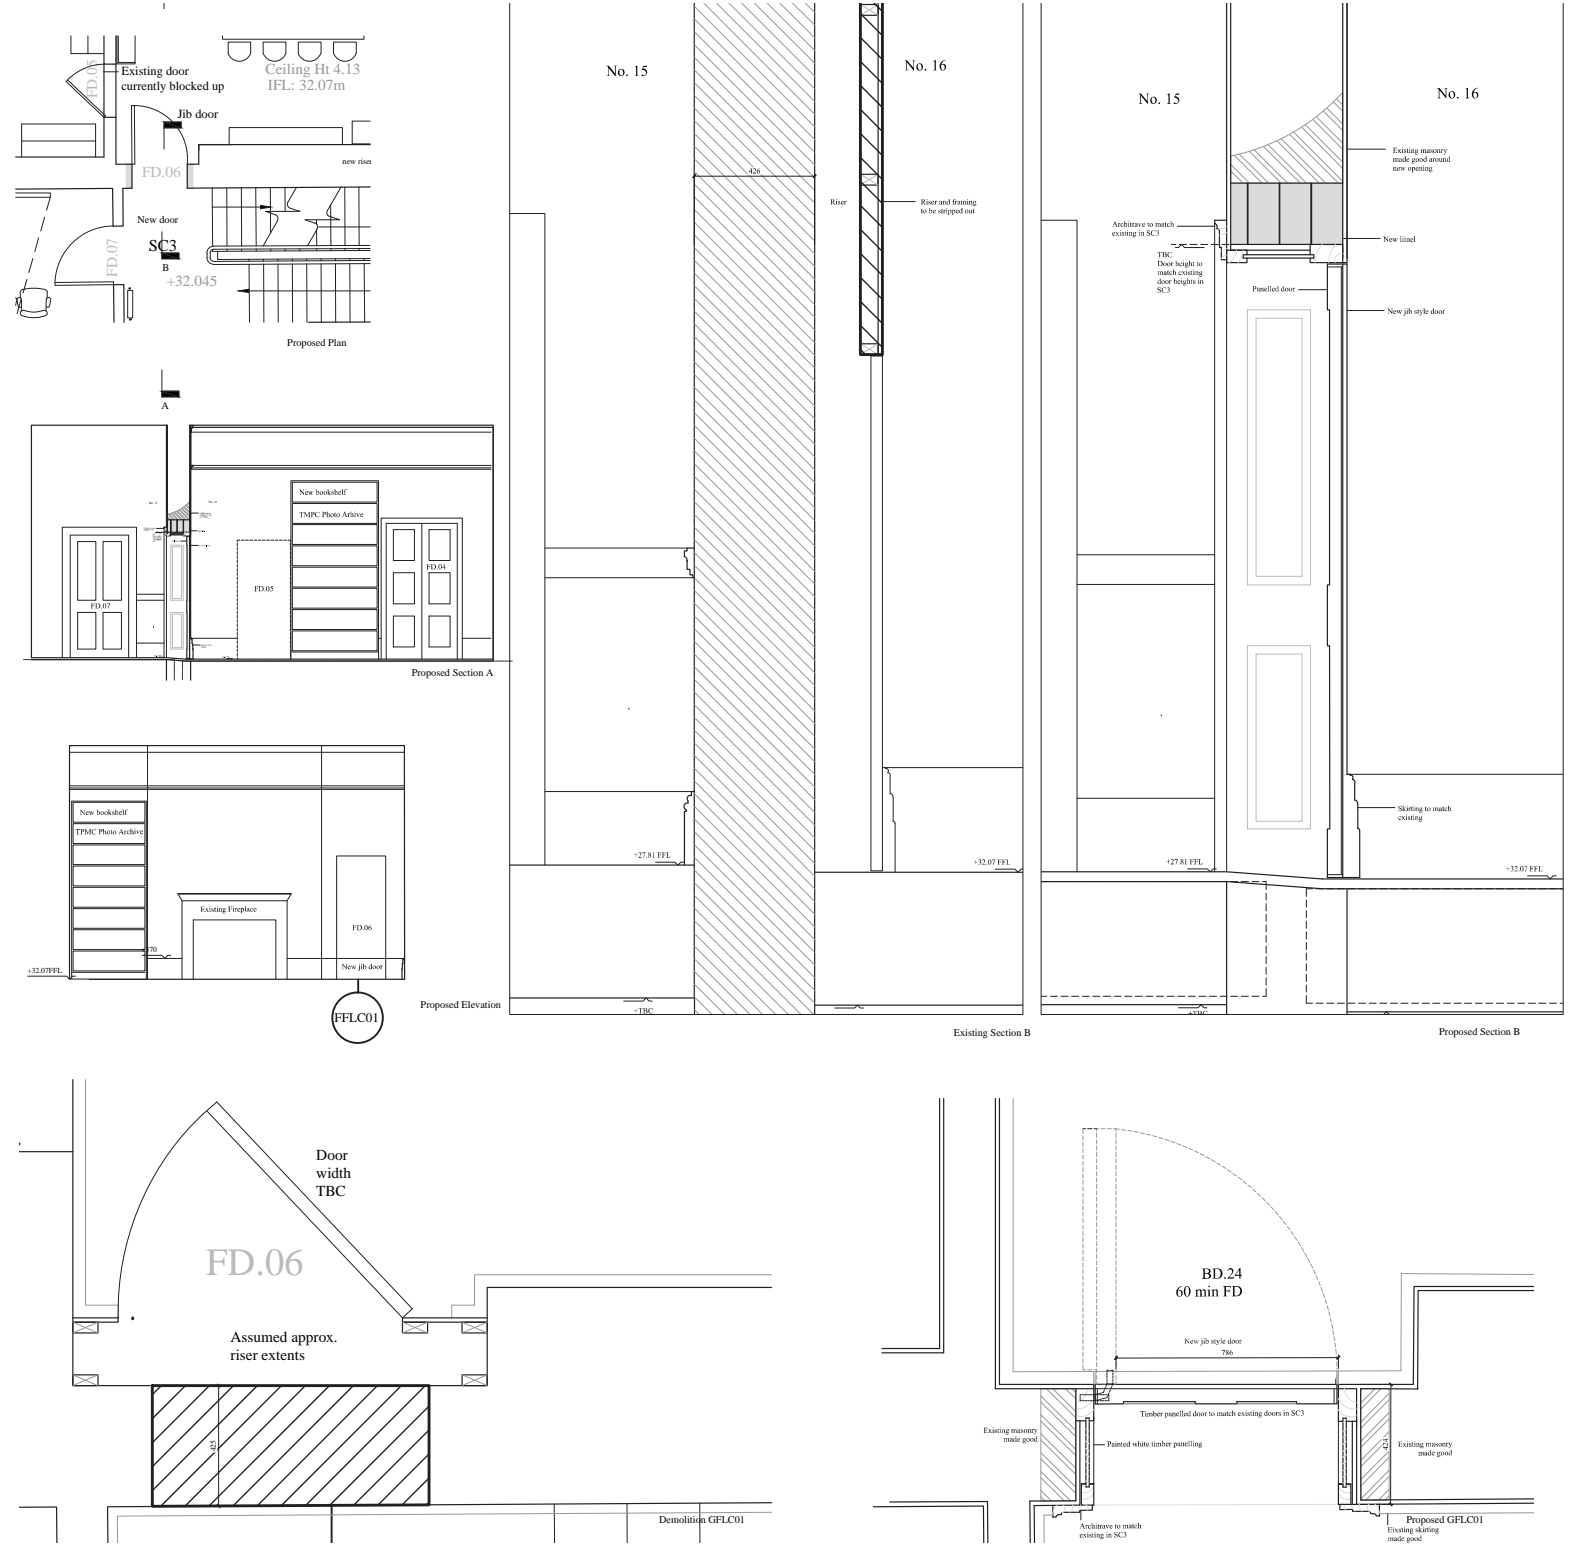 FD.05
Existing door
currently blocked up
Ceiling Ht 4.13
IFL: 32.07m
Jib door
FD.06
new riser
New door
SC3
B
FD.07
+32.045
Proposed Plan
A
FD.07
FD.05
New bookshelf
TMPC Photo Arhive
FD.04
Proposed Section A
New bookshelf
TPMC Photo Archive
Existing Fireplace
FD.06
New jib door
+32.07FFL
FFLC01
Proposed Elevation
No. 15
No. 16
426
Riser
Riser and framing
to be stripped out
+27.81 FFL
+32.07 FFL
+TBC
Existing Section B
No. 15
No. 16
Existing masonry
made good around
new opening
Architrave to match
existing in SC3
New litnel
TBC
Door height to
match existing
door heights in
SC3
Panelled door
New jib style door
Skirting to match
existing
+27.81 FFL
+32.07 FFL
+TBC
Proposed Section B
Door
width
TBC
FD.06
Assumed approx.
riser extents
425
Demolition GFLC01
BD.24
60 min FD
New jib style door
786
Timber panelled door to match existing doors in SC3
Existing masonry
made good
Painted white timber panelling
424
Existing masonry
made good
Architrave to match
existing in SC3
Proposed GFLC01
Eixsting skirting
made good